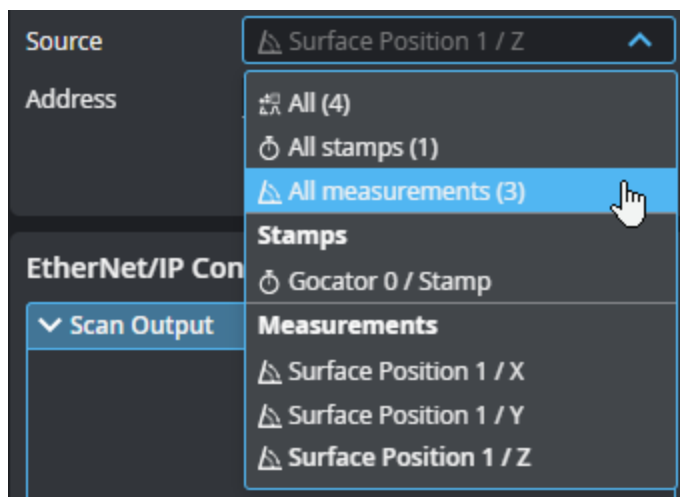 Source
Surface Position 1 / Z
Address
All (4)
All stamps (1)
All measurements (3)
Stamps
EtherNet/IP Con
Gocator 0 / Stamp
Scan Output
Measurements
Surface Position 1 / X
Surface Position 1 / Y
Surface Position 1 / Z